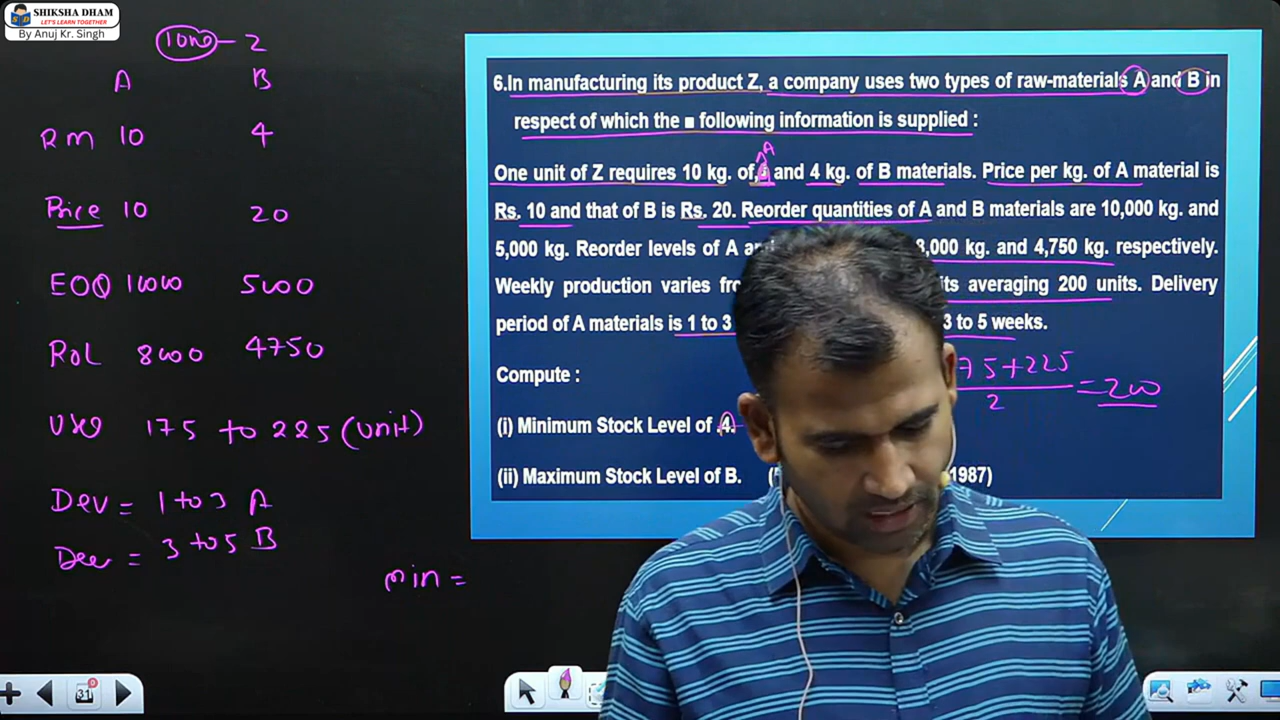 SHIKSHA DHAM
LET'S LEARN TOGETHER
By Anuj Kr. Singh
1 unit - Z
A B
RM 10 4
Price 10 20
EOQ 10000 5000
ROL 8000 4750
Use 175 to 225 (unit)
Dev = 1 to 3 A
Dev = 3 to 5 B
min =
6.In manufacturing its product Z, a company uses two types of raw-materials A and B in
respect of which the ■ following information is supplied :
One unit of Z requires 10 kg. of A and 4 kg. of B materials. Price per kg. of A material is
Rs. 10 and that of B is Rs. 20. Reorder quantities of A and B materials are 10,000 kg. and
5,000 kg. Reorder levels of A ,000 kg. and 4,750 kg. respectively.
Weekly production varies averaging 200 units. Delivery
period of A materials is 1 to 3 3 to 5 weeks.
75+225
2
=200
Compute :
(i) Minimum Stock Level of A.
(ii) Maximum Stock Level of B. 1987)
31